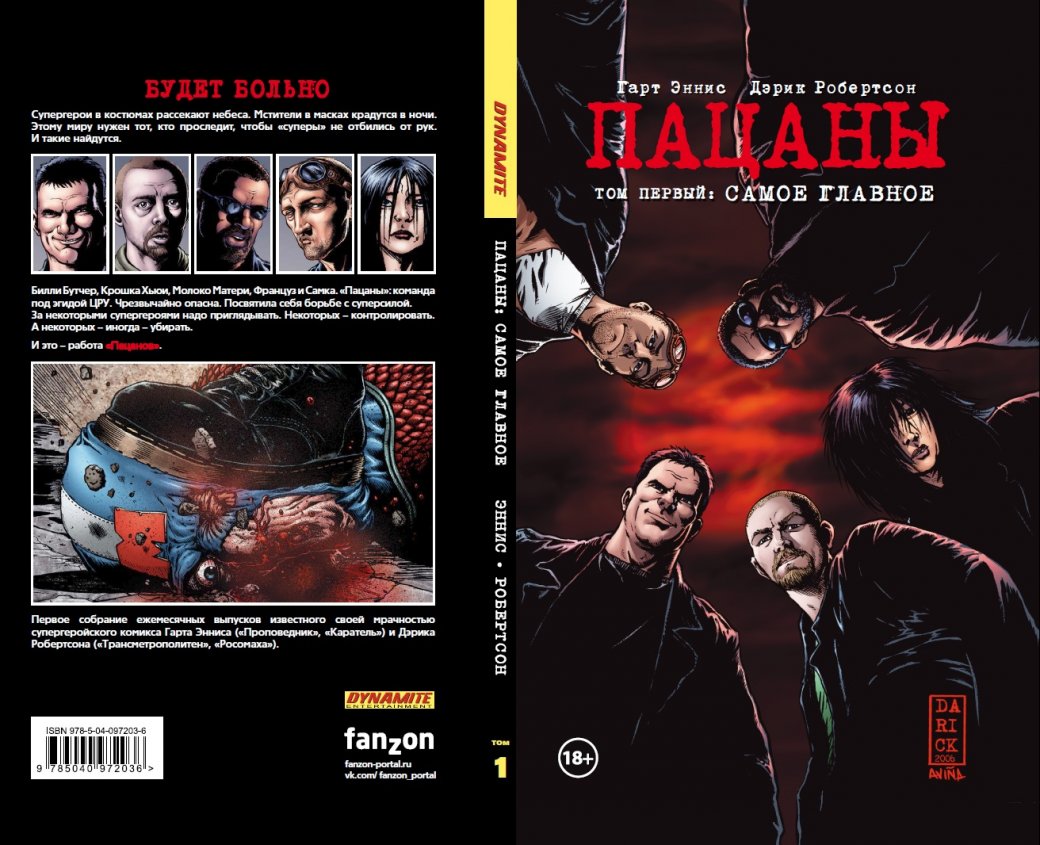 БУДЕТ БОЛЬНО
Супергерои в костюмах рассекают небеса. Мстители в масках крадутся в ночи.
Этому миру нужен тот, кто проследит, чтобы «суперы» не отбились от рук.
И такие найдутся.
Билли Бутчер, Крошка Хьюи, Молоко Матери, Француз и Самка. «Пацаны»: команда
под эгидой ЦРУ. Чрезвычайно опасна. Посвятила себя борьбе с суперсилой.
За некоторыми супергероями надо приглядывать. Некоторых – контролировать.
А некоторых – иногда – убирать.
И это – работа «Пацанов».
Первое собрание ежемесячных выпусков известного своей мрачностью
супергеройского комикса Гарта Энниса («Проповедник», «Каратель») и Дэрика
Робертсона («Трансметрополитен», «Росомаха»).
DYNAMITE
ENTERTAINMENT
fanzon
fanzon-portal.ru
vk.com/ fanzon_portal
ISBN 978-5-04-097203-6
9 785040 972036 >
DYNAMITE
ПАЦАНЫ: САМОЕ ГЛАВНОЕ
ЭННИС • РОБЕРТСОН
ТОМ
1
Гарт Эннис Дэрик Робертсон
ПАЦАНЫ
ТОМ ПЕРВЫЙ: САМОЕ ГЛАВНОЕ
18+
DA
RI
CK
2006
AVIÑA